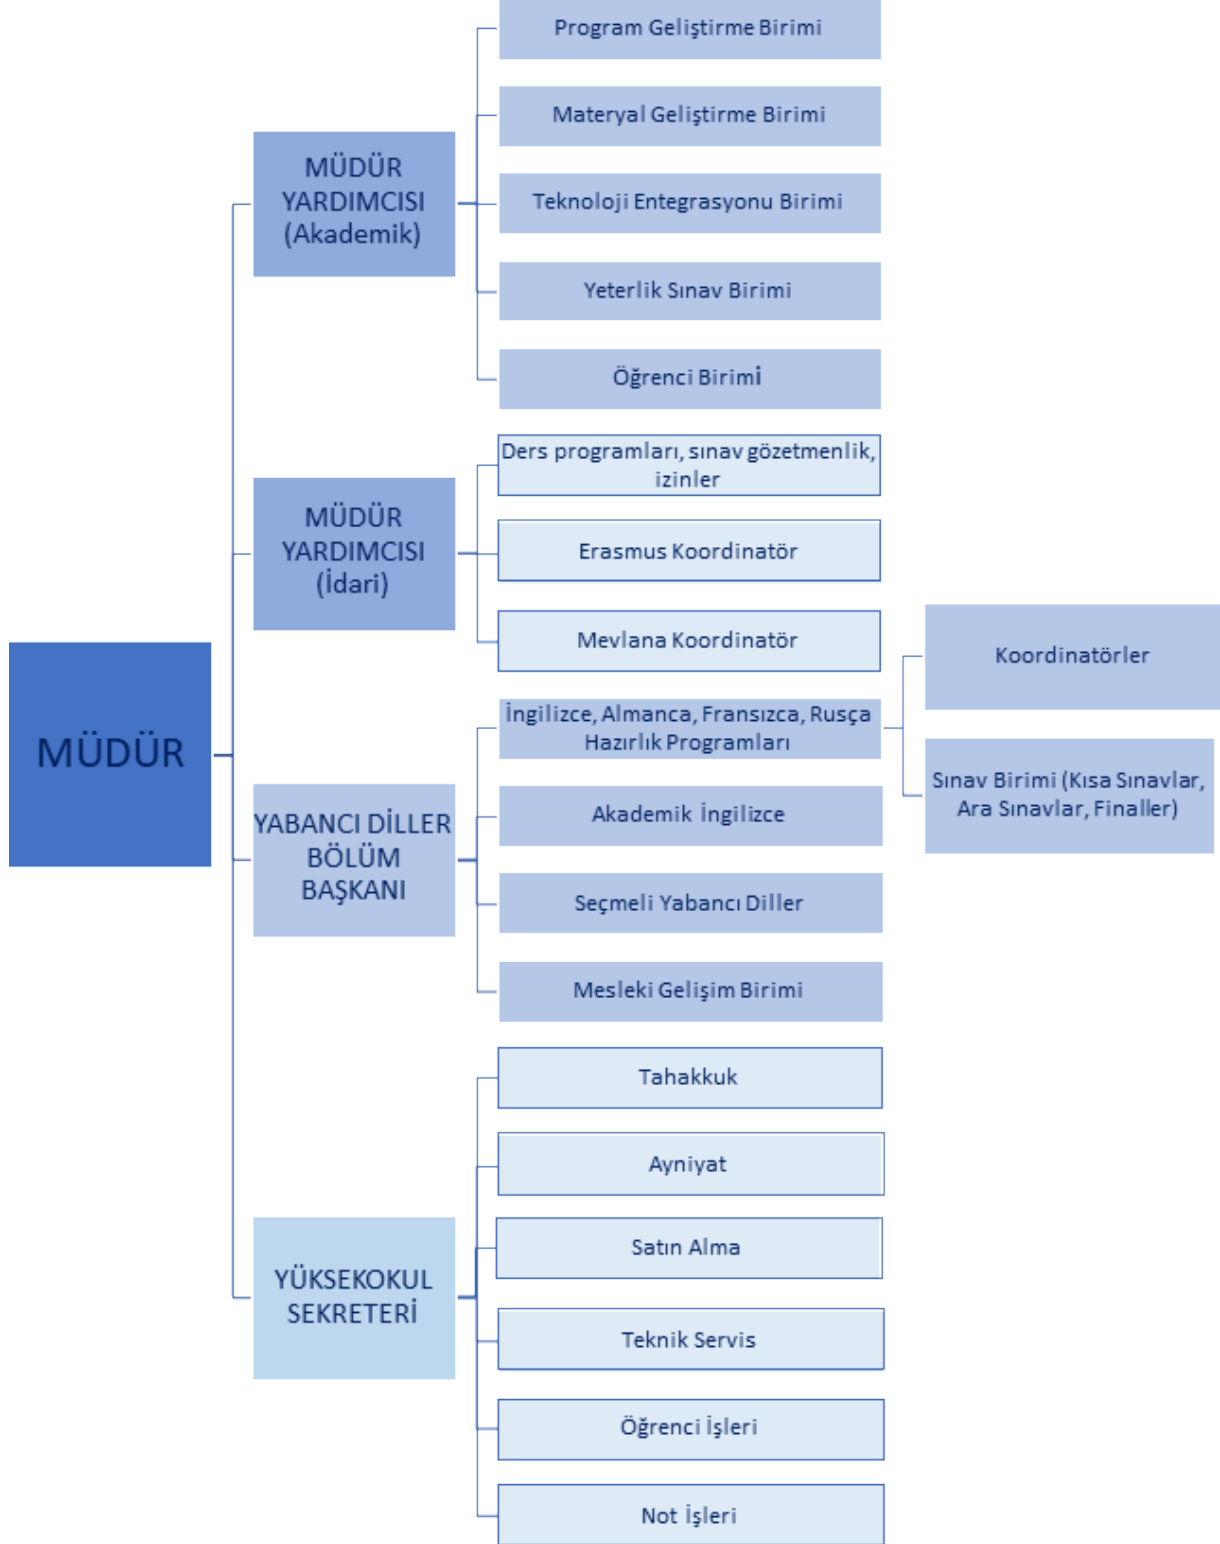 MÜDÜR
MÜDÜR
YARDIMCISI
(Akademik)
Program Geliştirme Birimi
Materyal Geliştirme Birimi
Teknoloji Entegrasyonu Birimi
Yeterlik Sınav Birimi
Öğrenci Birimi
MÜDÜR
YARDIMCISI
(İdari)
Ders programları, sınav gözetmenlik,
izinler
Erasmus Koordinatör
Mevlana Koordinatör
YABANCI DİLLER
BÖLÜM
BAŞKANI
İngilizce, Almanca, Fransızca, Rusça
Hazırlık Programları
Koordinatörler
Sınav Birimi (Kısa Sınavlar,
Ara Sınavlar, Finaller)
Akademik İngilizce
Seçmeli Yabancı Diller
Mesleki Gelişim Birimi
YÜKSEKOKUL
SEKRETERİ
Tahakkuk
Ayniyat
Satın Alma
Teknik Servis
Öğrenci İşleri
Not İşleri